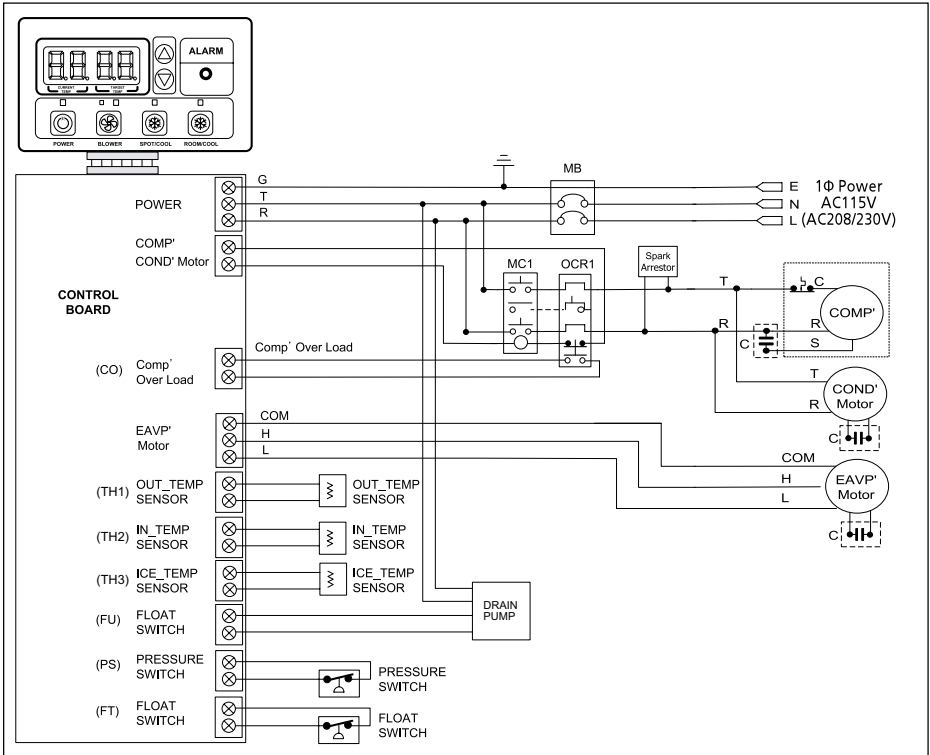 ALARM
88.88.
CURRENT
TEMP
THRGET
TEMP
POWER
BLOWER
SPOT/COOL
ROOM/COOL
CONTROL
BOARD
POWER
G
T
R
MB
E
N
L
1Φ Power
AC115V
(AC208/230V)
COMP'
COND' Motor
MC1
OCR1
Spark
Arrestor
T
R
C
C
R
S
COMP'
(CO)
Comp'
Over Load
Comp' Over Load
T
R
COND'
Motor
C
EAVP'
Motor
COM
H
L
COM
H
L
EAVP'
Motor
C
(TH1)
OUT_TEMP
SENSOR
OUT_TEMP
SENSOR
(TH2)
IN_TEMP
SENSOR
IN_TEMP
SENSOR
(TH3)
ICE_TEMP
SENSOR
ICE_TEMP
SENSOR
(FU)
FLOAT
SWITCH
DRAIN
PUMP
(PS)
PRESSURE
SWITCH
PRESSURE
SWITCH
(FT)
FLOAT
SWITCH
FLOAT
SWITCH